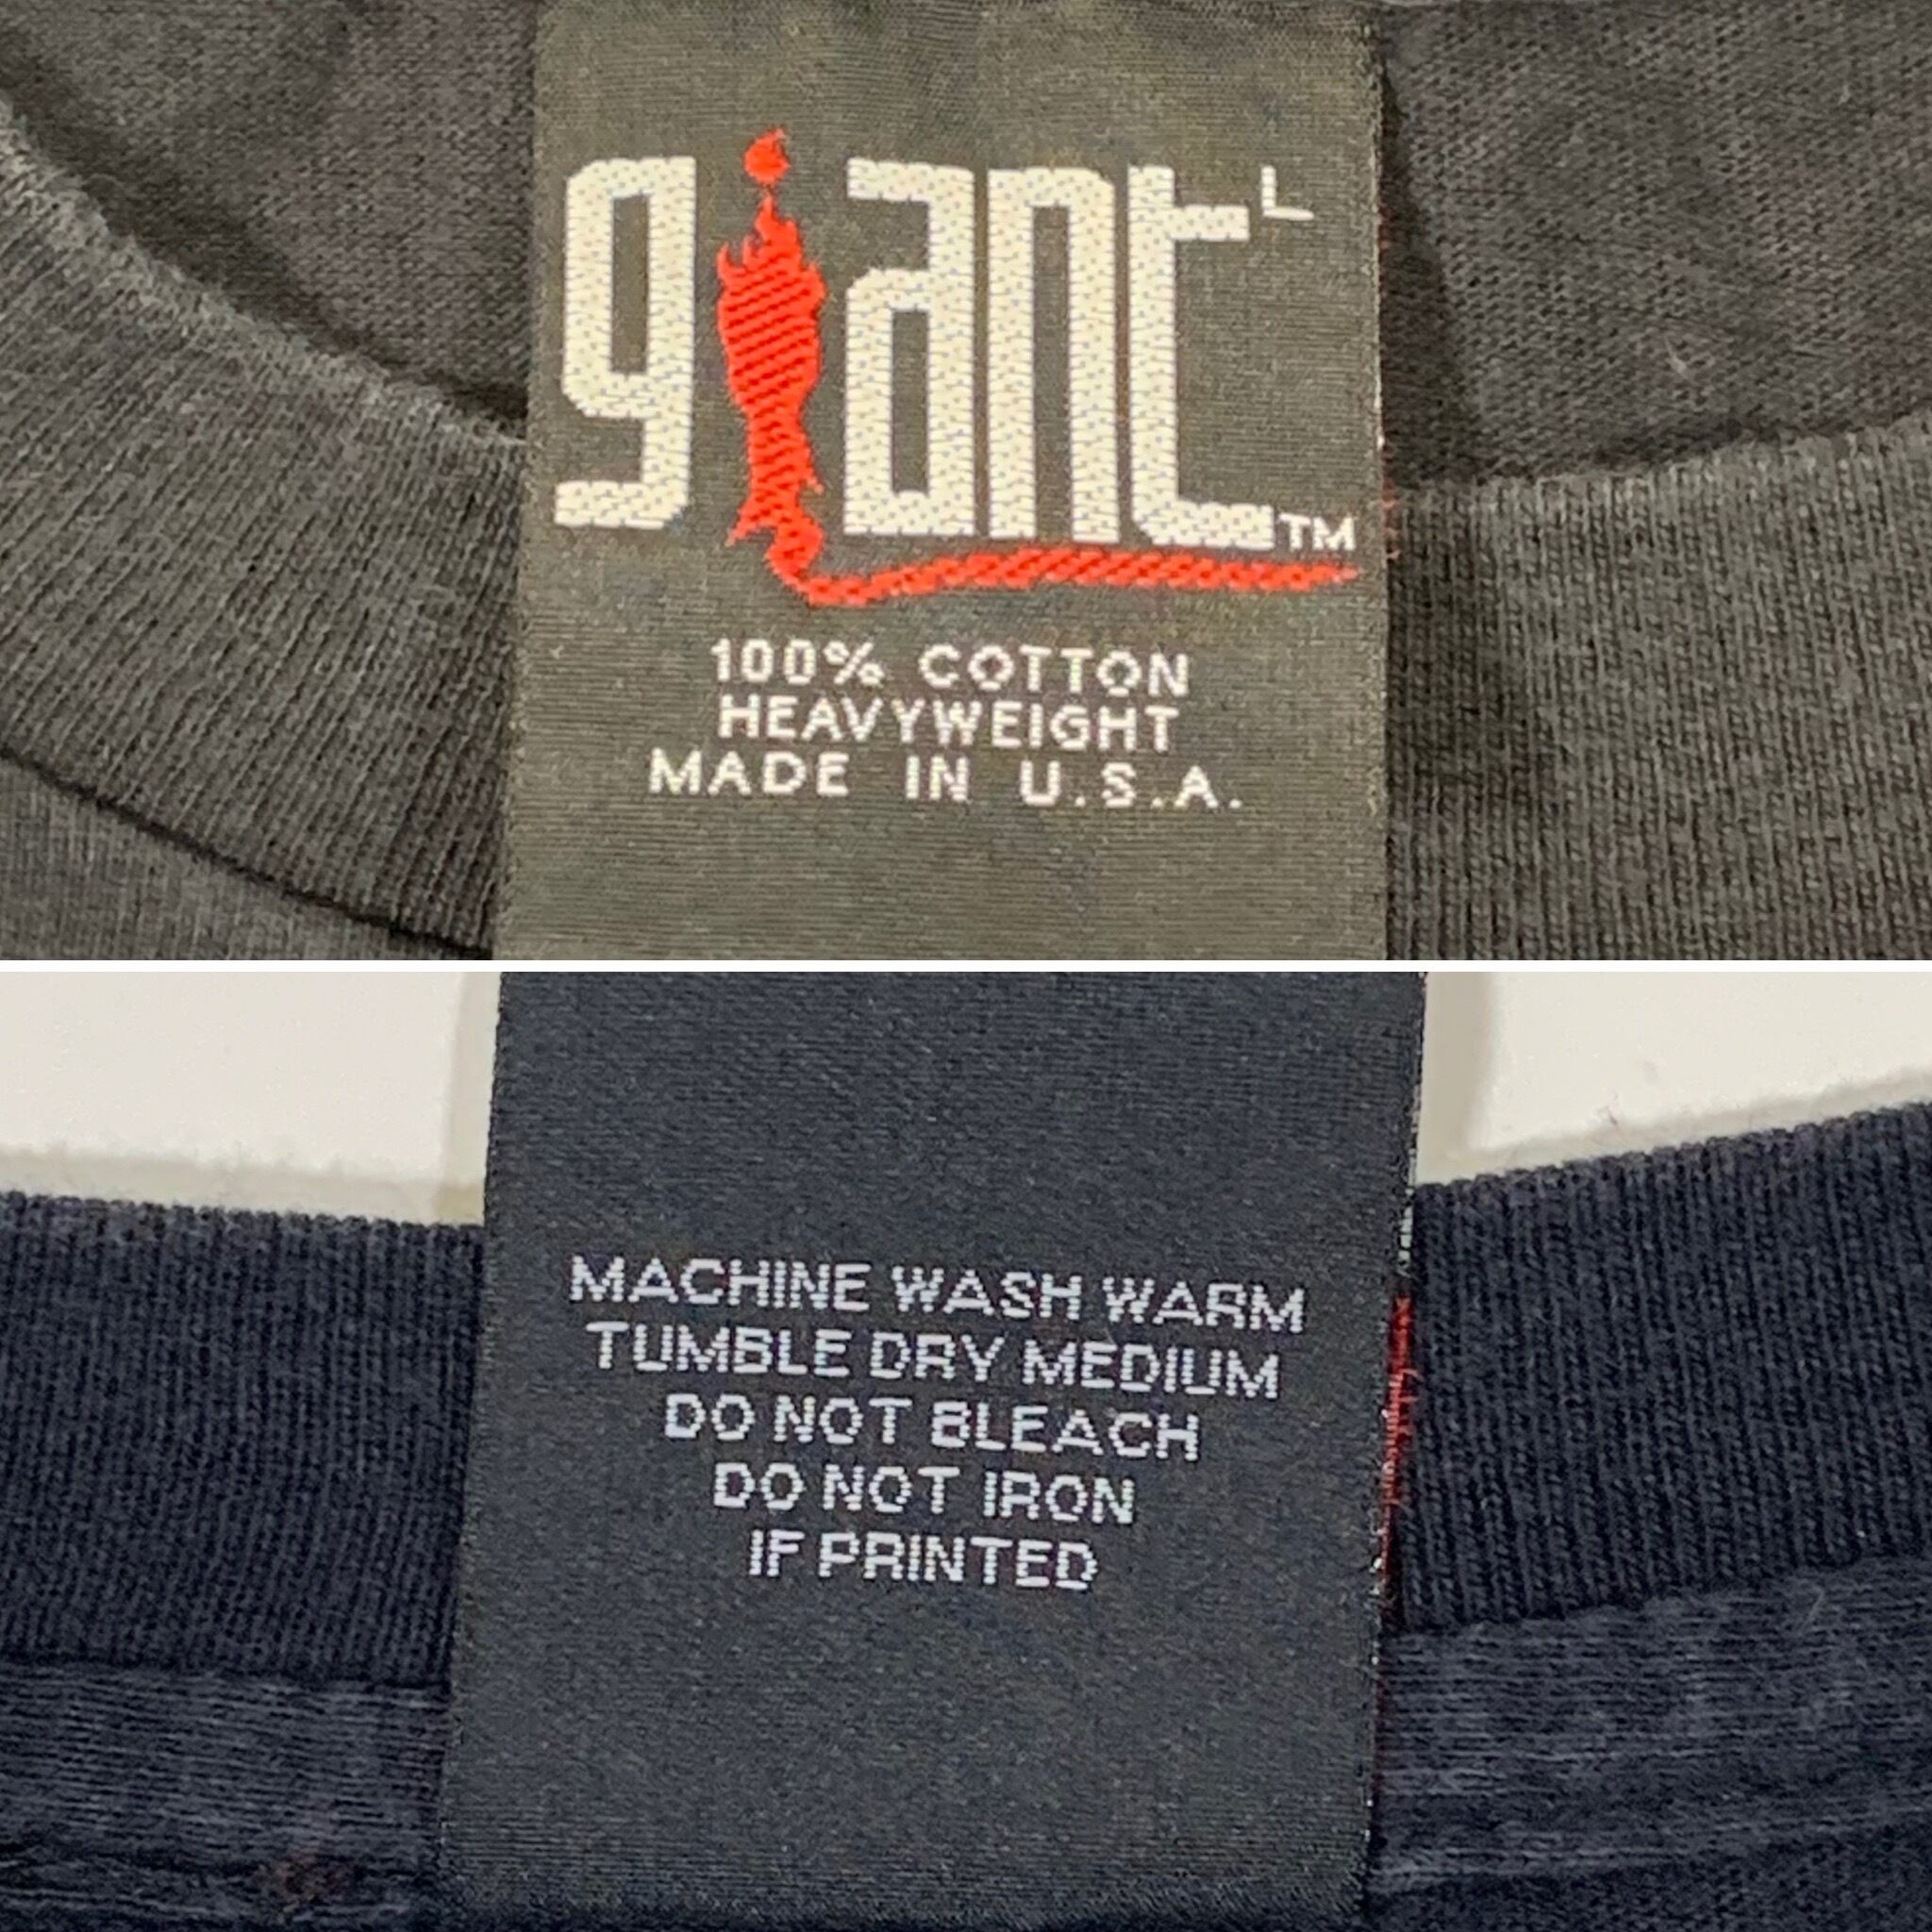 giant L
TM
100% COTTON
HEAVYWEIGHT
MADE IN U.S.A.
MACHINE WASH WARM
TUMBLE DRY MEDIUM
DO NOT BLEACH
DO NOT IRON
IF PRINTED